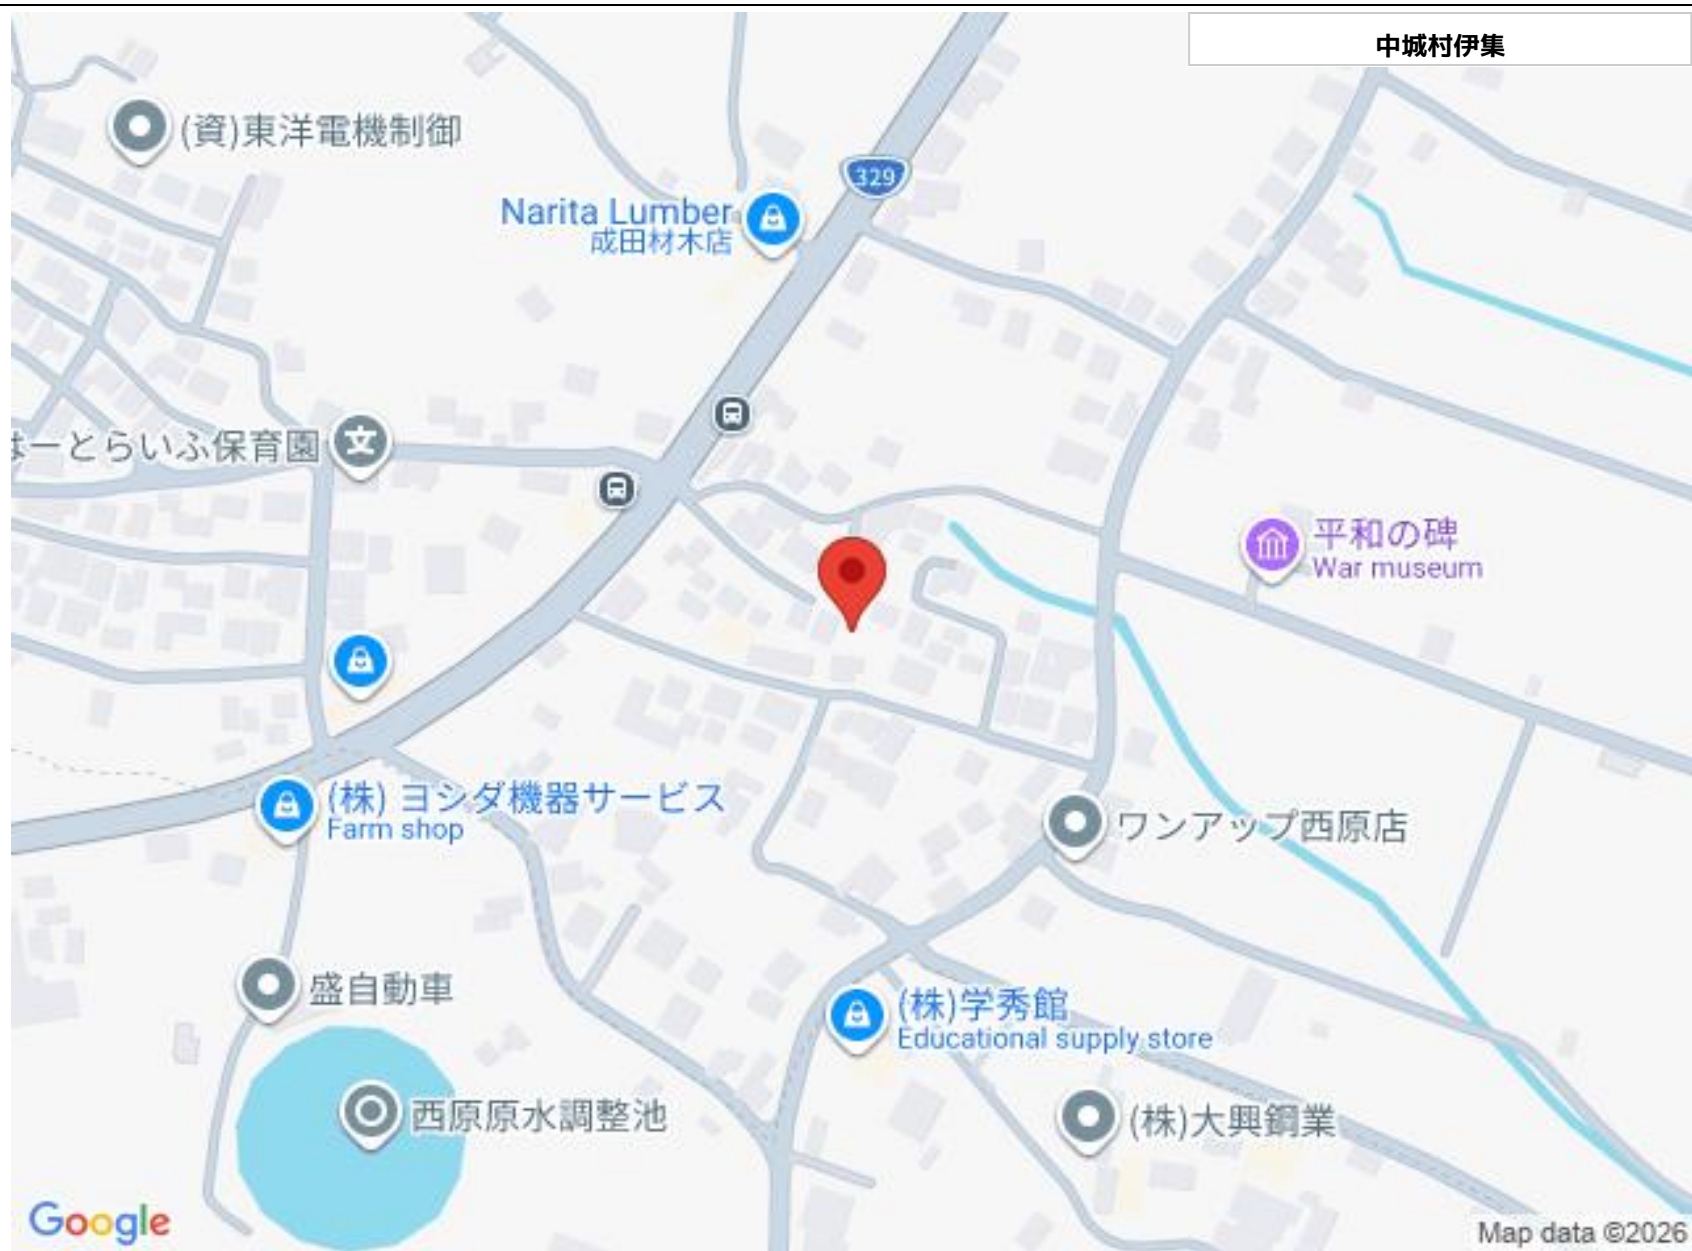 中城村伊集
(資)東洋電機制御
329
Narita Lumber
成田材木店
はーとらいふ保育園
平和の碑
War museum
(株) ヨシダ機器サービス
Farm shop
ワンアップ西原店
盛自動車
(株)学秀館
Educational supply store
西原原水調整池
(株)大興鋼業
Google
Map data ©2026